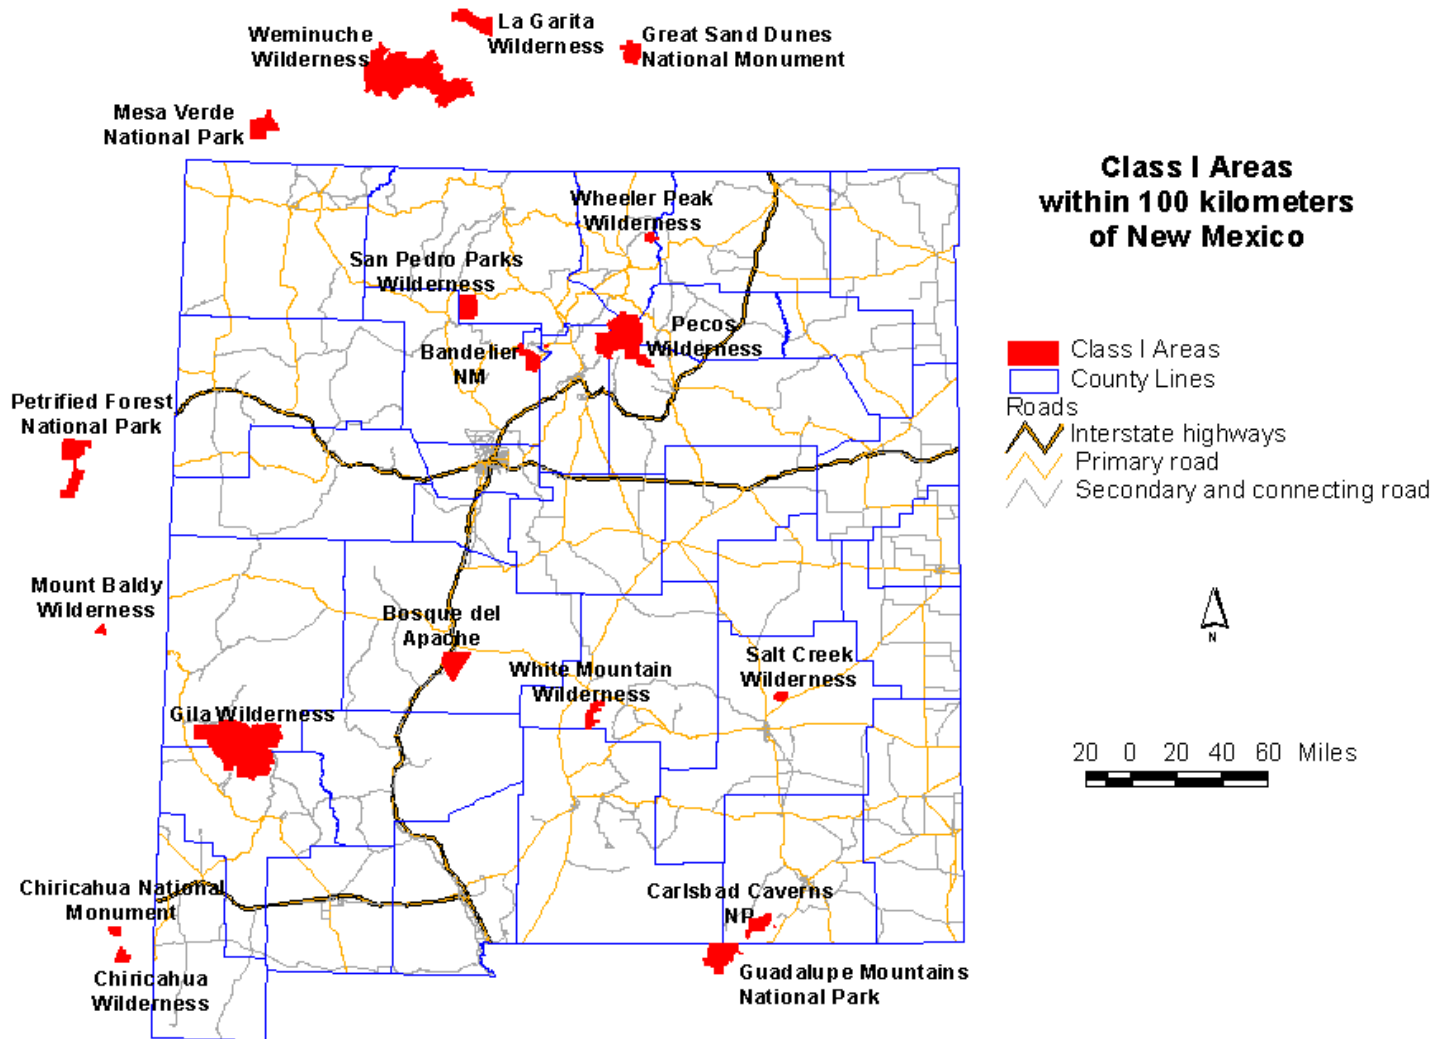 La Garita
Wilderness
Weminuche
Wilderness
Great Sand Dunes
National Monument
Mesa Verde
National Park
Class I Areas
within 100 kilometers
of New Mexico
Wheeler Peak
Wilderness
San Pedro Parks
Wilderness
Pecos
Wilderness
Bandelier
NM
Class I Areas
County Lines
Roads
Interstate highways
Primary road
Secondary and connecting road
Petrified Forest
National Park
Mount Baldy
Wilderness
Bosque del
Apache
White Mountain
Wilderness
Salt Creek
Wilderness
N
Gila Wilderness
20 0 20 40 60 Miles
Chiricahua National
Monument
Carlsbad Caverns
NP
Chiricahua
Wilderness
Guadalupe Mountains
National Park